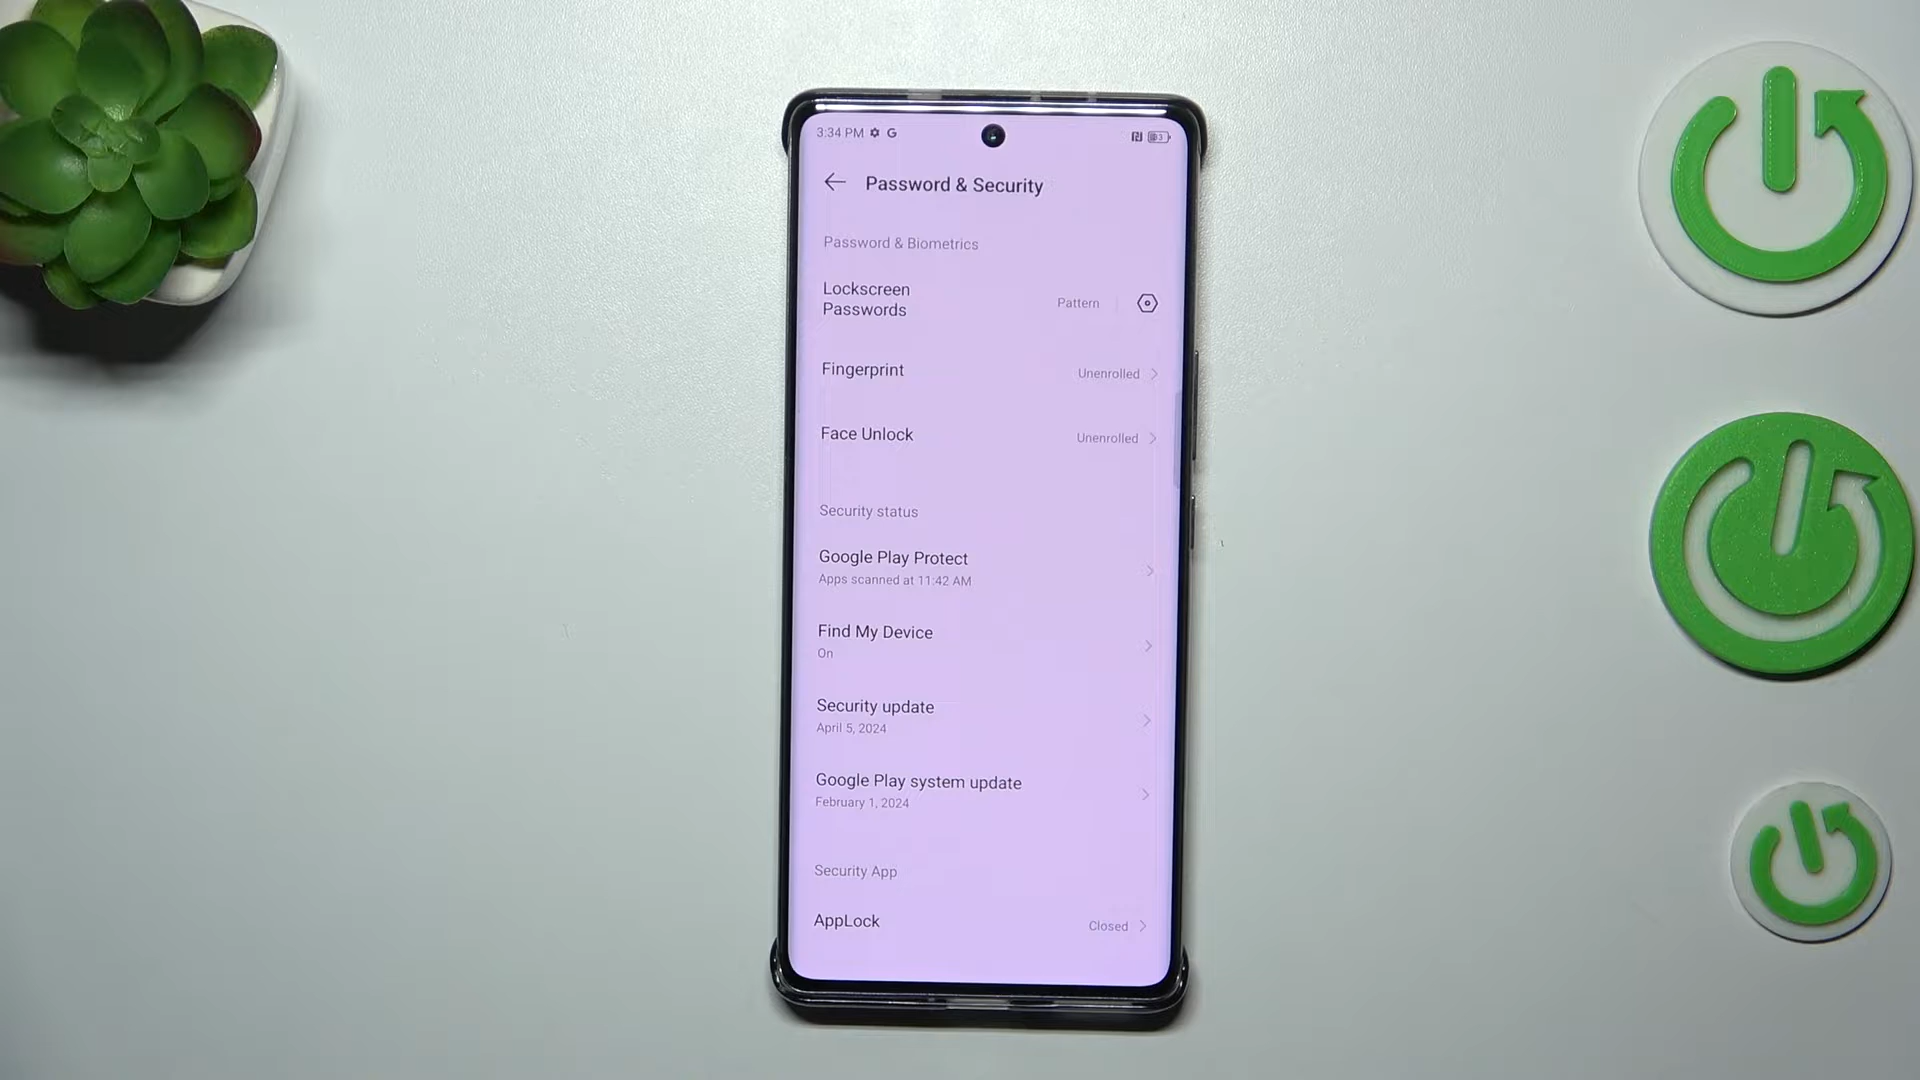 3:34 PM
Password & Security
Password & Biometrics
Lockscreen
Passwords
Pattern
Fingerprint
Unenrolled
Face Unlock
Unenrolled
Security status
Google Play Protect
Apps scanned at 11:42 AM
Find My Device
On
Security update
April 5, 2024
Google Play system update
February 1, 2024
Security App
AppLock
Closed